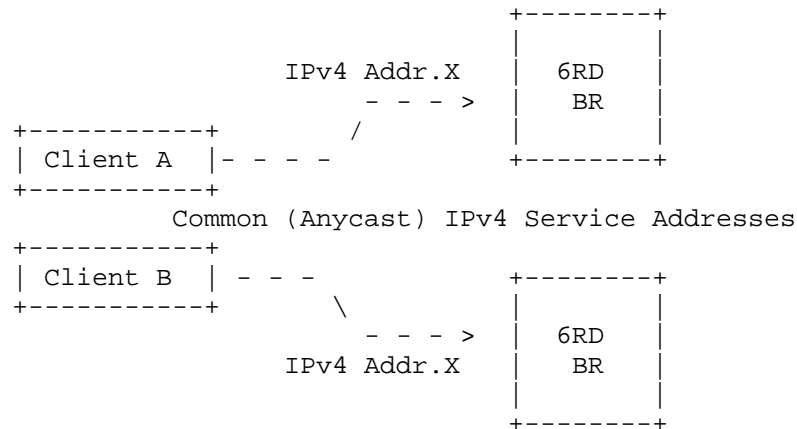 IPv4 Addr.X
6RD
BR
Client A
Common (Anycast) IPv4 Service Addresses
Client B
6RD
IPv4 Addr.X
BR